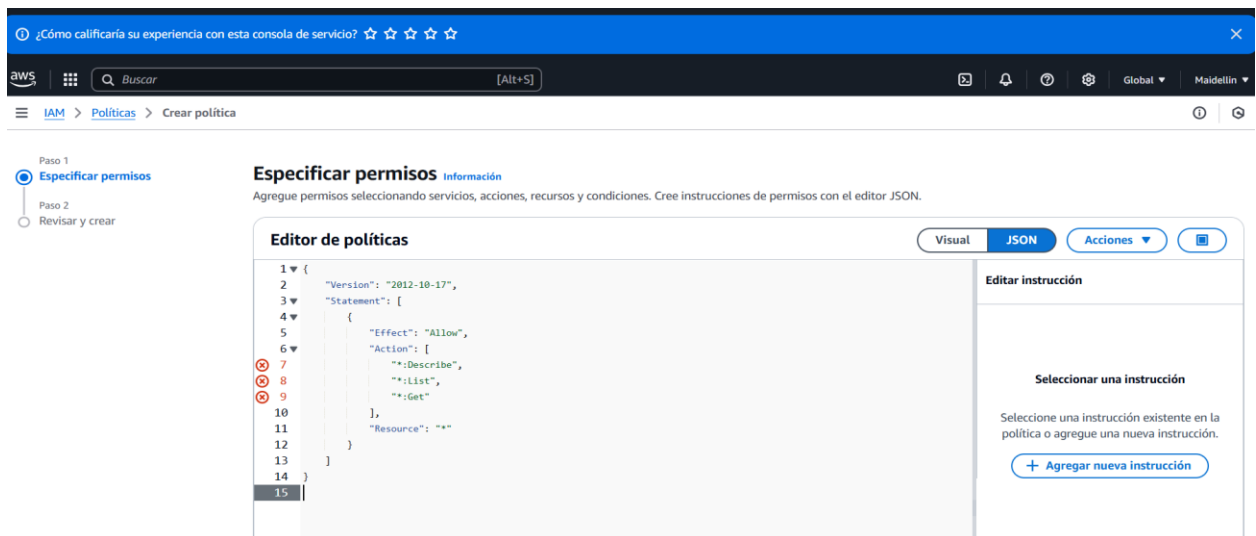 ¿Cómo calificaría su experiencia con esta consola de servicio?
aws
Buscar [Alt+S] Global Maidellin
IAM > Políticas > Crear política
Paso 1
Especificar permisos
Paso 2
Revisar y crear
Especificar permisos Información
Agregue permisos seleccionando servicios, acciones, recursos y condiciones. Cree instrucciones de permisos con el editor JSON.
Editor de políticas Visual JSON Acciones
1 {
2 "Version": "2012-10-17",
3 "Statement": [
4 {
5 "Effect": "Allow",
6 "Action": [
7 "*:Describe",
8 "*:List",
9 "*:Get"
10 ],
11 "Resource": "*"
12 }
13 ]
14 }
15
Editar instrucción
Seleccionar una instrucción
Seleccione una instrucción existente en la
política o agregue una nueva instrucción.
+ Agregar nueva instrucción